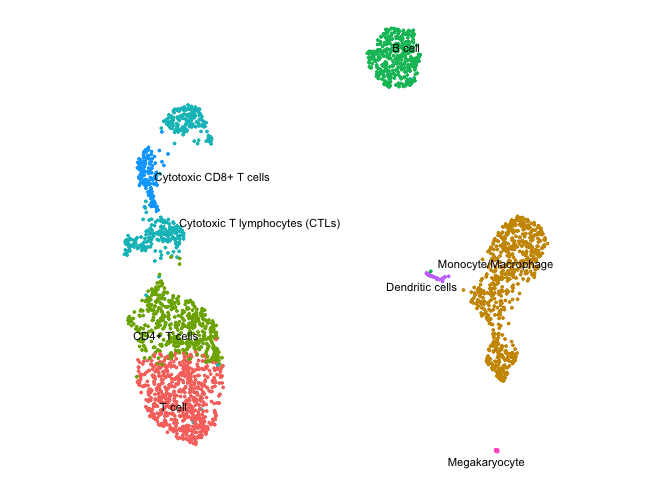 B cell
Cytotoxic CD8+ T cells
Cytotoxic T lymphocytes (CTLs)
Monocyte/Macrophage
Dendritic cells
CD4+ T cells
T cell
Megakaryocyte